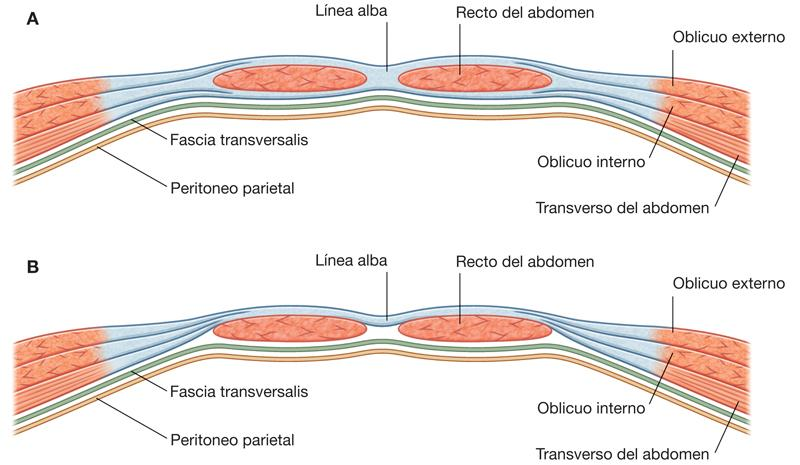 A
Línea alba
Recto del abdomen
Oblicuo externo
Fascia transversalis
Oblicuo interno
Peritoneo parietal
Transverso del abdomen
B
Línea alba
Recto del abdomen
Oblicuo externo
Fascia transversalis
Oblicuo interno
Peritoneo parietal
Transverso del abdomen